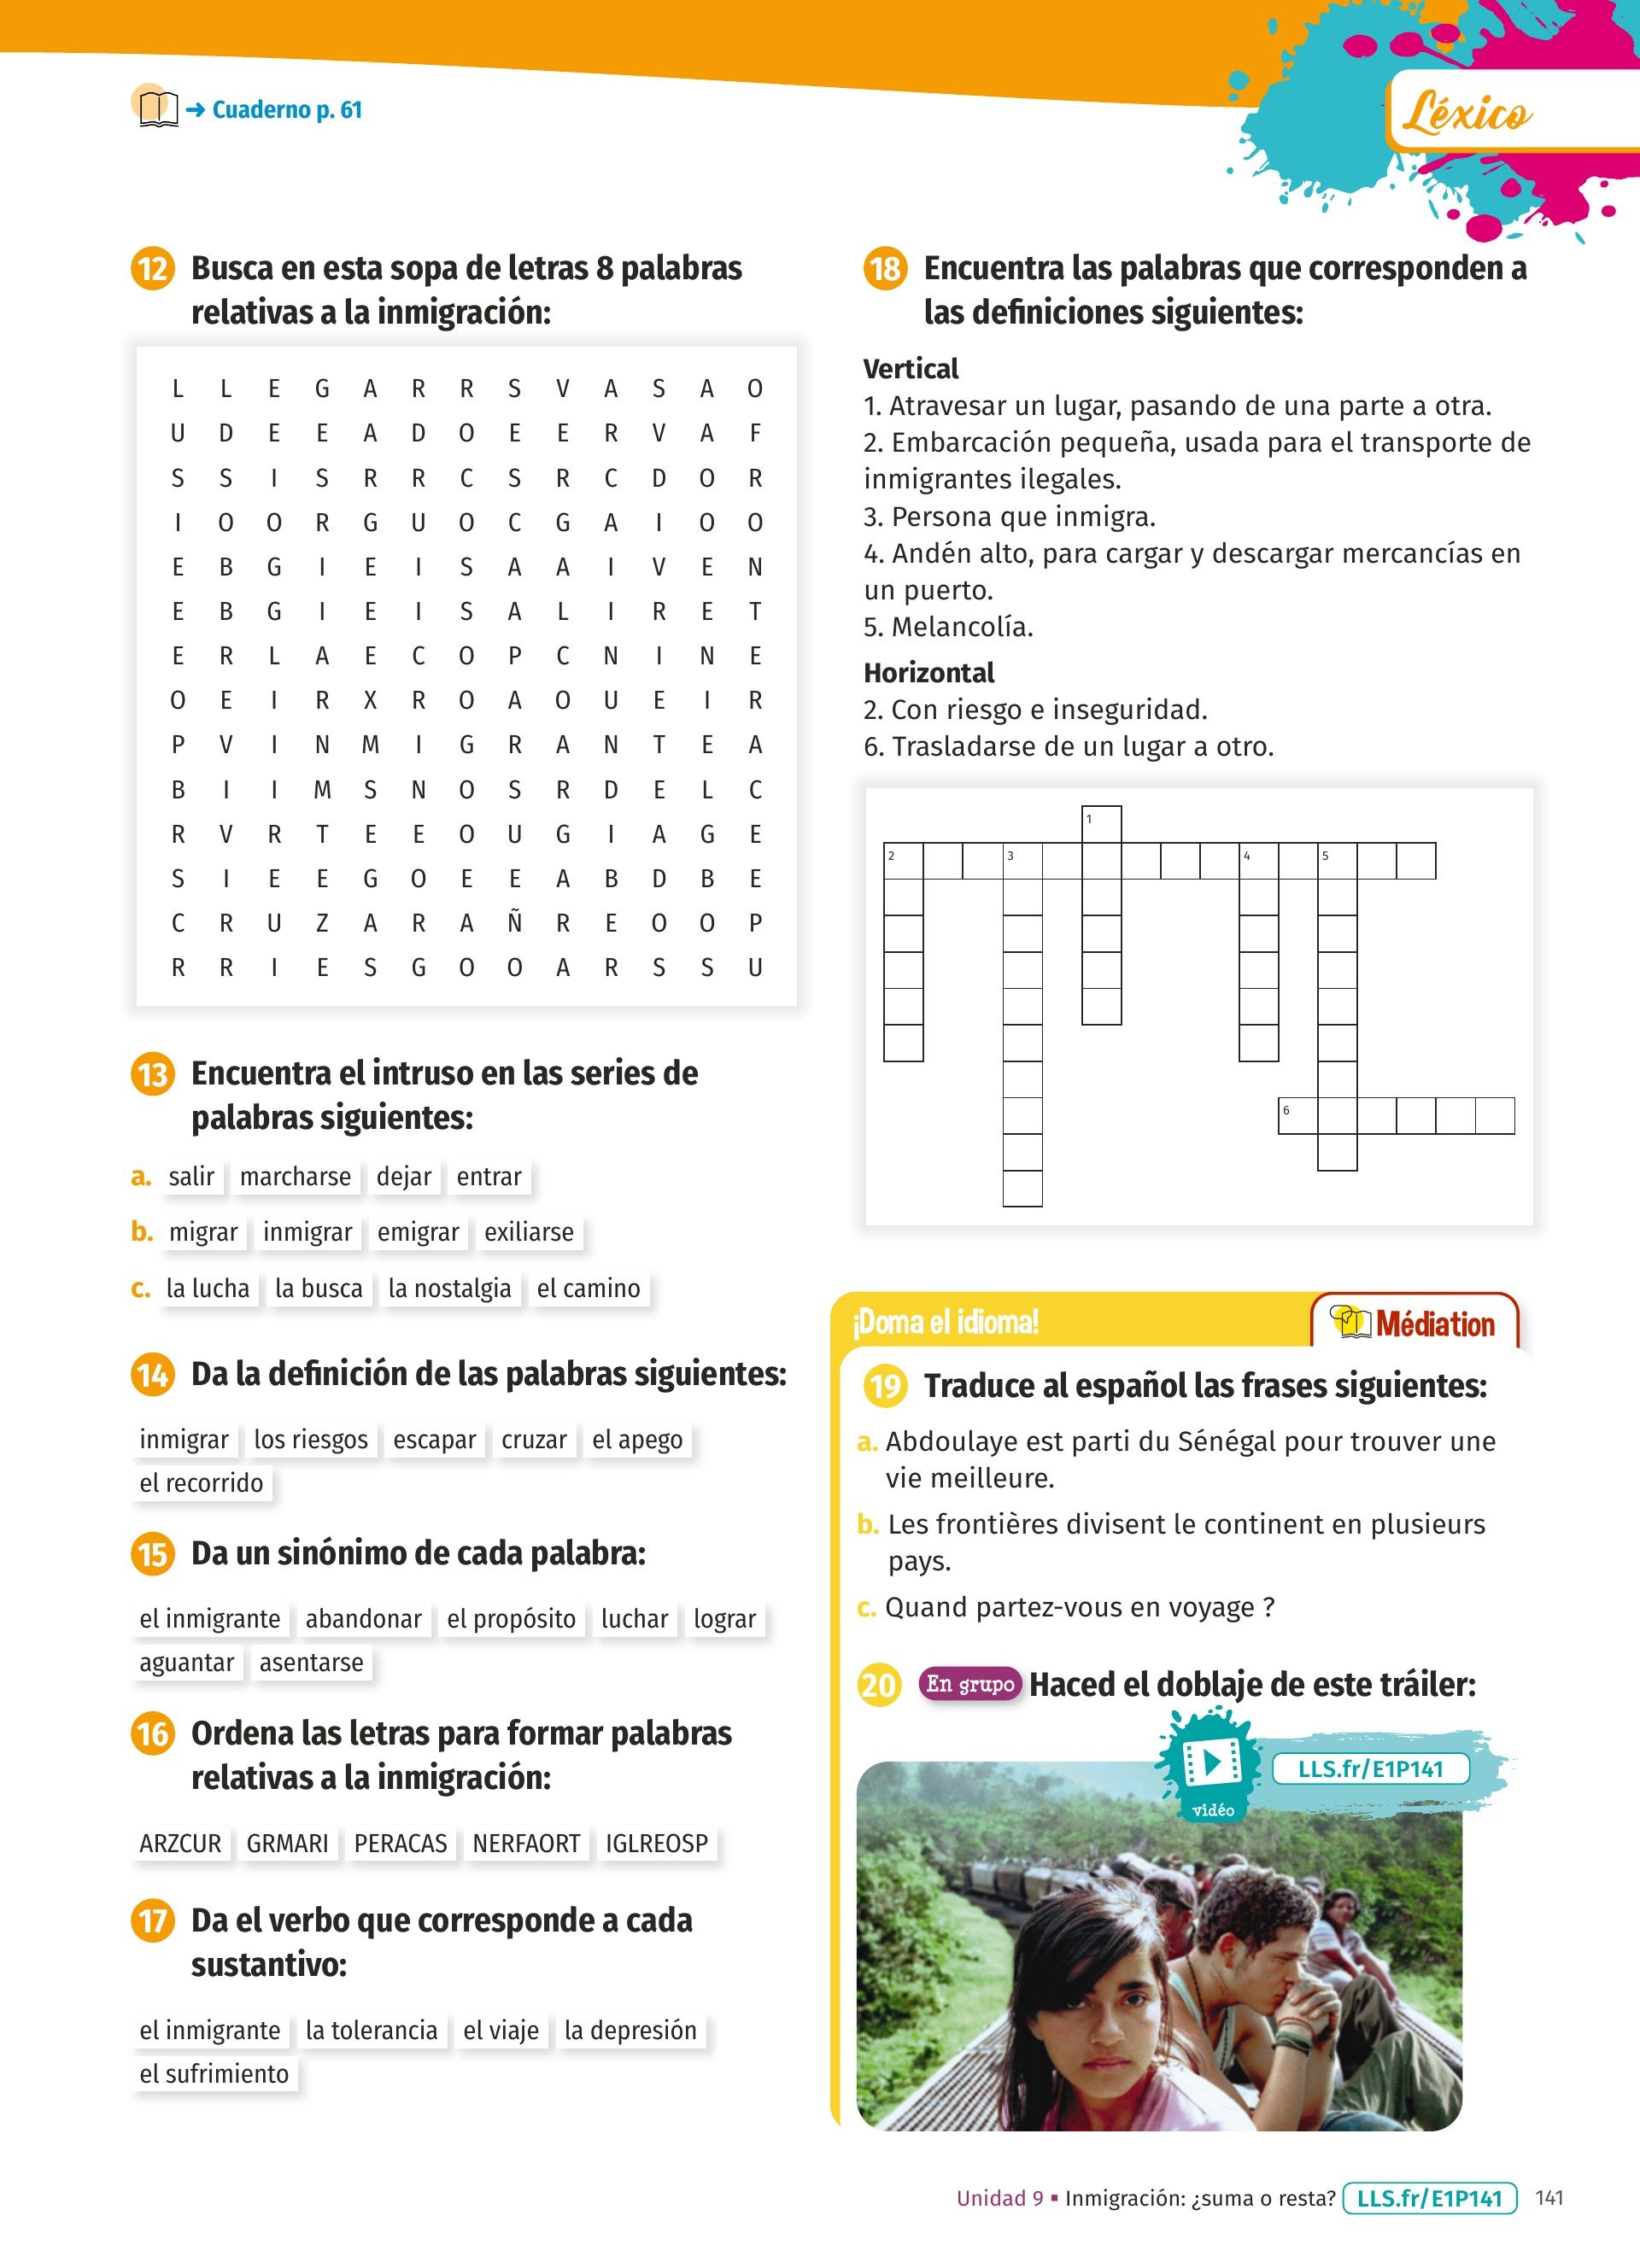 → Cuaderno p. 61
Léxico
12 Busca en esta sopa de letras 8 palabras
relativas a la inmigración:
L L E G A R R S V A S A O
U D E E A D O E E R V A F
S S I S R R C S R C D O R
I O O R G U O C G A I O O
E B G I E I S A A I V E N
E B G I E I S A L I R E T
E R L A E C O P C N I N E
O E I R X R O A O U E I R
P V I N M I G R A N T E A
B I I M S N O S R D E L C
R V R T E E O U G I A G E
S I E E G O E E A B D B E
C R U Z A R A Ñ R E O O P
R R I E S G O O A R S S U
13 Encuentra el intruso en las series de
palabras siguientes:
a. salir marcharse dejar entrar
b. migrar inmigrar emigrar exiliarse
c. la lucha la busca la nostalgia el camino
14 Da la definición de las palabras siguientes:
inmigrar los riesgos escapar cruzar el apego
el recorrido
15 Da un sinónimo de cada palabra:
el inmigrante abandonar el propósito luchar lograr
aguantar asentarse
16 Ordena las letras para formar palabras
relativas a la inmigración:
ARZCUR GRMARI PERACAS NERFAORT IGLREOSP
17 Da el verbo que corresponde a cada
sustantivo:
el inmigrante la tolerancia el viaje la depresión
el sufrimiento
18 Encuentra las palabras que corresponden a
las definiciones siguientes:
Vertical
1. Atravesar un lugar, pasando de una parte a otra.
2. Embarcación pequeña, usada para el transporte de
inmigrantes ilegales.
3. Persona que inmigra.
4. Andén alto, para cargar y descargar mercancías en
un puerto.
5. Melancolía.
Horizontal
2. Con riesgo e inseguridad.
6. Trasladarse de un lugar a otro.
1
2 3 4 5
6
¡Doma el idioma!
Médiation
19 Traduce al español las frases siguientes:
a. Abdoulaye est parti du Sénégal pour trouver une
vie meilleure.
b. Les frontières divisent le continent en plusieurs
pays.
c. Quand partez-vous en voyage ?
20 En grupo Haced el doblaje de este tráiler:
LLS.fr/E1P141
vidéo
Unidad 9 ▪ Inmigración: ¿suma o resta? LLS.fr/E1P141 141